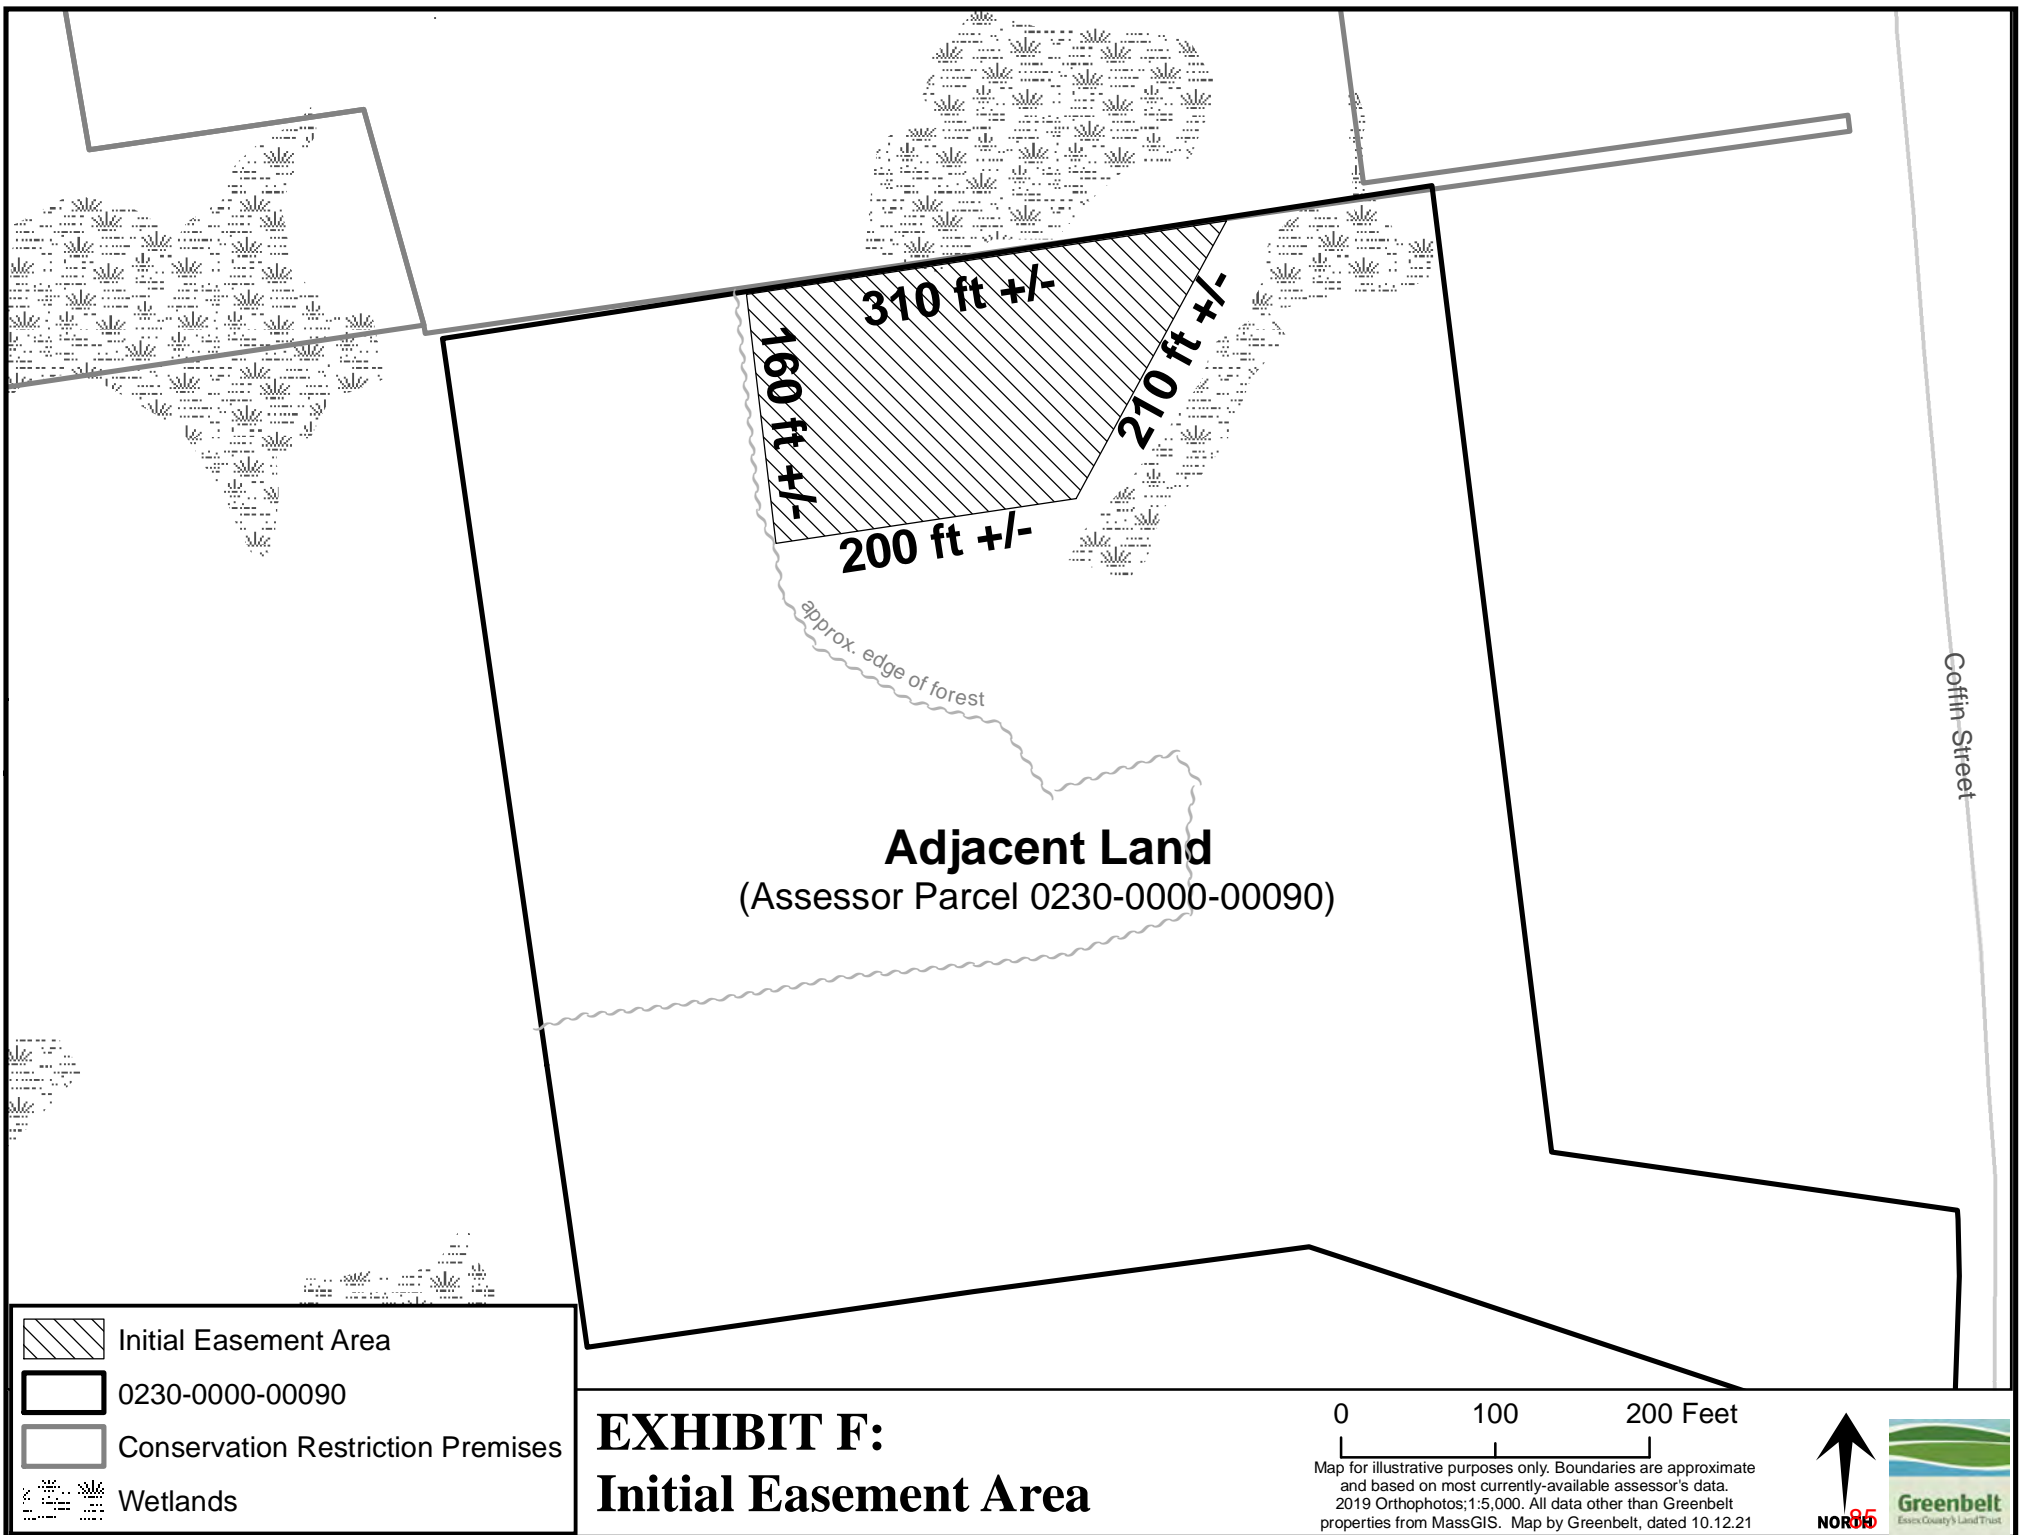 310 ft +/-
160 ft +/-
210 ft +/-
200 ft +/-
approx. edge of forest
Coffin Street
Adjacent Land
(Assessor Parcel 0230-0000-00090)
Initial Easement Area
0230-0000-00090
Conservation Restriction Premises
Wetlands
EXHIBIT F:
Initial Easement Area
0 100 200 Feet
Map for illustrative purposes only. Boundaries are approximate
and based on most currently-available assessor's data.
2019 Orthophotos;1:5,000. All data other than Greenbelt
properties from MassGIS. Map by Greenbelt, dated 10.12.21
NORTH
85
Greenbelt
Essex County's Land Trust